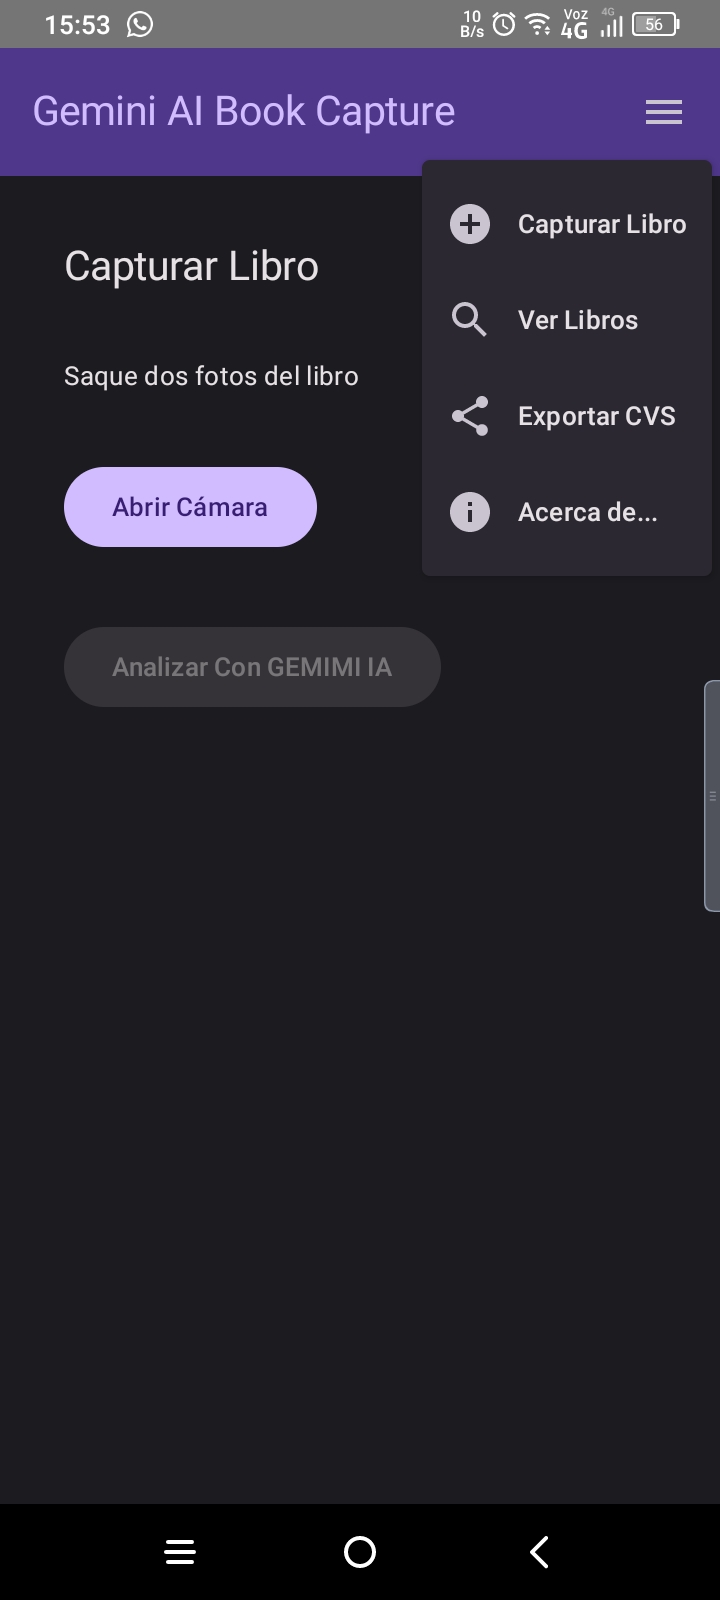 15:53
10 B/s
Voz 4G
4G
56
Gemini AI Book Capture
Capturar Libro
Ver Libros
Exportar CVS
Acerca de...
Capturar Libro
Saque dos fotos del libro
Abrir Cámara
Analizar Con GEMIMI IA